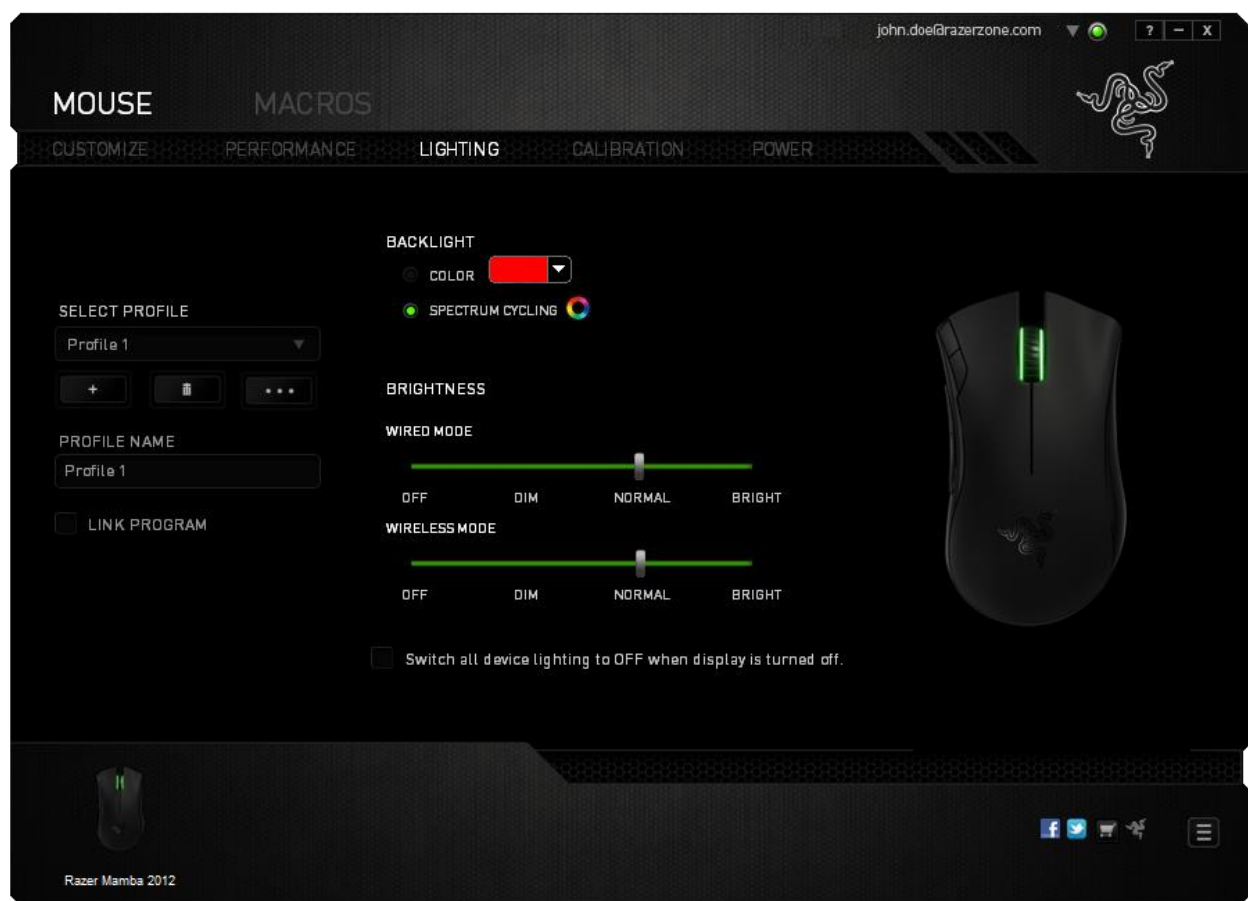 john.doe@razerzone.com
? – X
MOUSE MACROS
CUSTOMIZE PERFORMANCE LIGHTING CALIBRATION POWER
BACKLIGHT
COLOR
SPECTRUM CYCLING
SELECT PROFILE
Profile 1
+
BRIGHTNESS
WIRED MODE
OFF DIM NORMAL BRIGHT
WIRELESS MODE
OFF DIM NORMAL BRIGHT
PROFILE NAME
Profile 1
LINK PROGRAM
Switch all device lighting to OFF when display is turned off.
Razer Mamba 2012